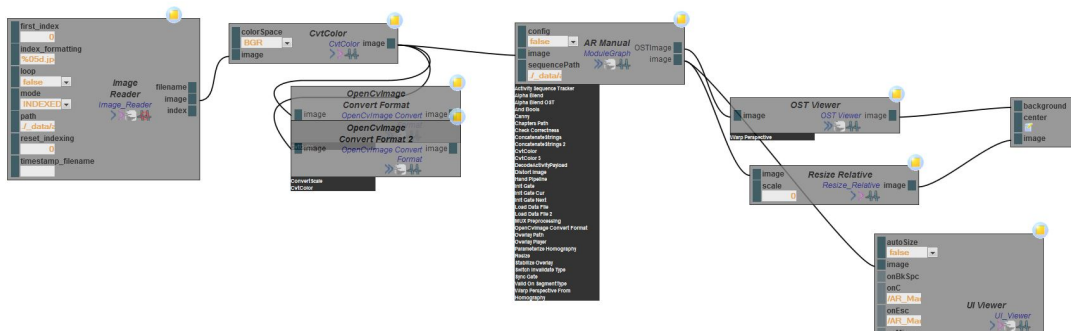 first_index
0
index_formatting
%05d.jp
loop
false
mode
INDEXED
path
./_data/a
reset_indexing
0
timestamp_filename
Image
Reader
Image_Reader
filename
image
index
colorSpace
BGR
image
CvtColor
CvtColor
image
OpenCvImage
Convert Format
image
OpenCvImage Convert
image
OpenCvImage
Convert Format 2
image
OpenCvImage Convert
Format
image
ConvertScale
CvtColor
config
false
image
sequencePath
./_data/a
AR Manual
ModuleGraph
OSTImage
image
Activity Sequence Tracker
Alpha Blend
Alpha Blend OST
And Bools
Canny
Chapters Path
Check Correctness
ConcatenateStrings
ConcatenateStrings 2
CvtColor
CvtColor 3
DecodeActivityPayload
Distort Image
Hand Pipeline
Init Gate
Init Gate Cur
Init Gate Next
Load Data File
Load Data File 2
MUX Preprocessing
OpenCvImage Convert Format
Overlay Path
Overlay Player
Parameterize Homography
Resize
Stabilize Overlay
Switch Invalidate Type
Sync Gate
Valid On SegmentType
Warp Perspective From
Homography
image
OST Viewer
OST Viewer
image
Warp Perspective
image
scale
0
Resize Relative
Resize_Relative
image
background
center
image
autoSize
false
image
onBkSpc
onC
/AR_Ma
onEsc
/AR_Ma
UI Viewer
UI_Viewer